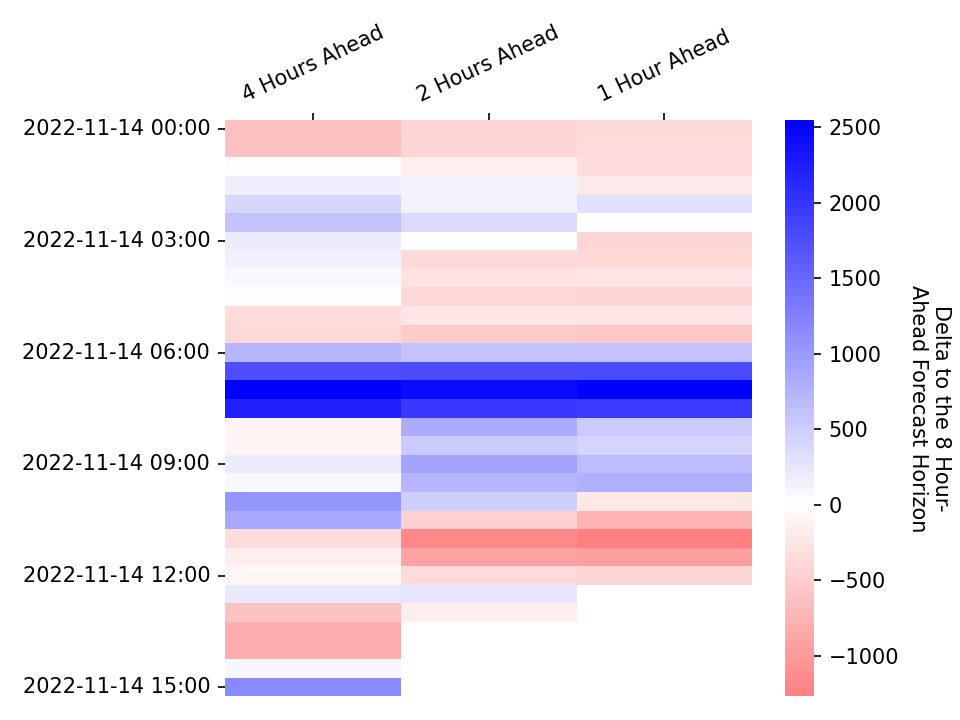 4 Hours Ahead
2 Hours Ahead
1 Hour Ahead
2022-11-14 00:00
2022-11-14 03:00
2022-11-14 06:00
2022-11-14 09:00
2022-11-14 12:00
2022-11-14 15:00
2500
2000
1500
1000
500
0
−500
−1000
Delta to the 8 Hour-
Ahead Forecast Horizon